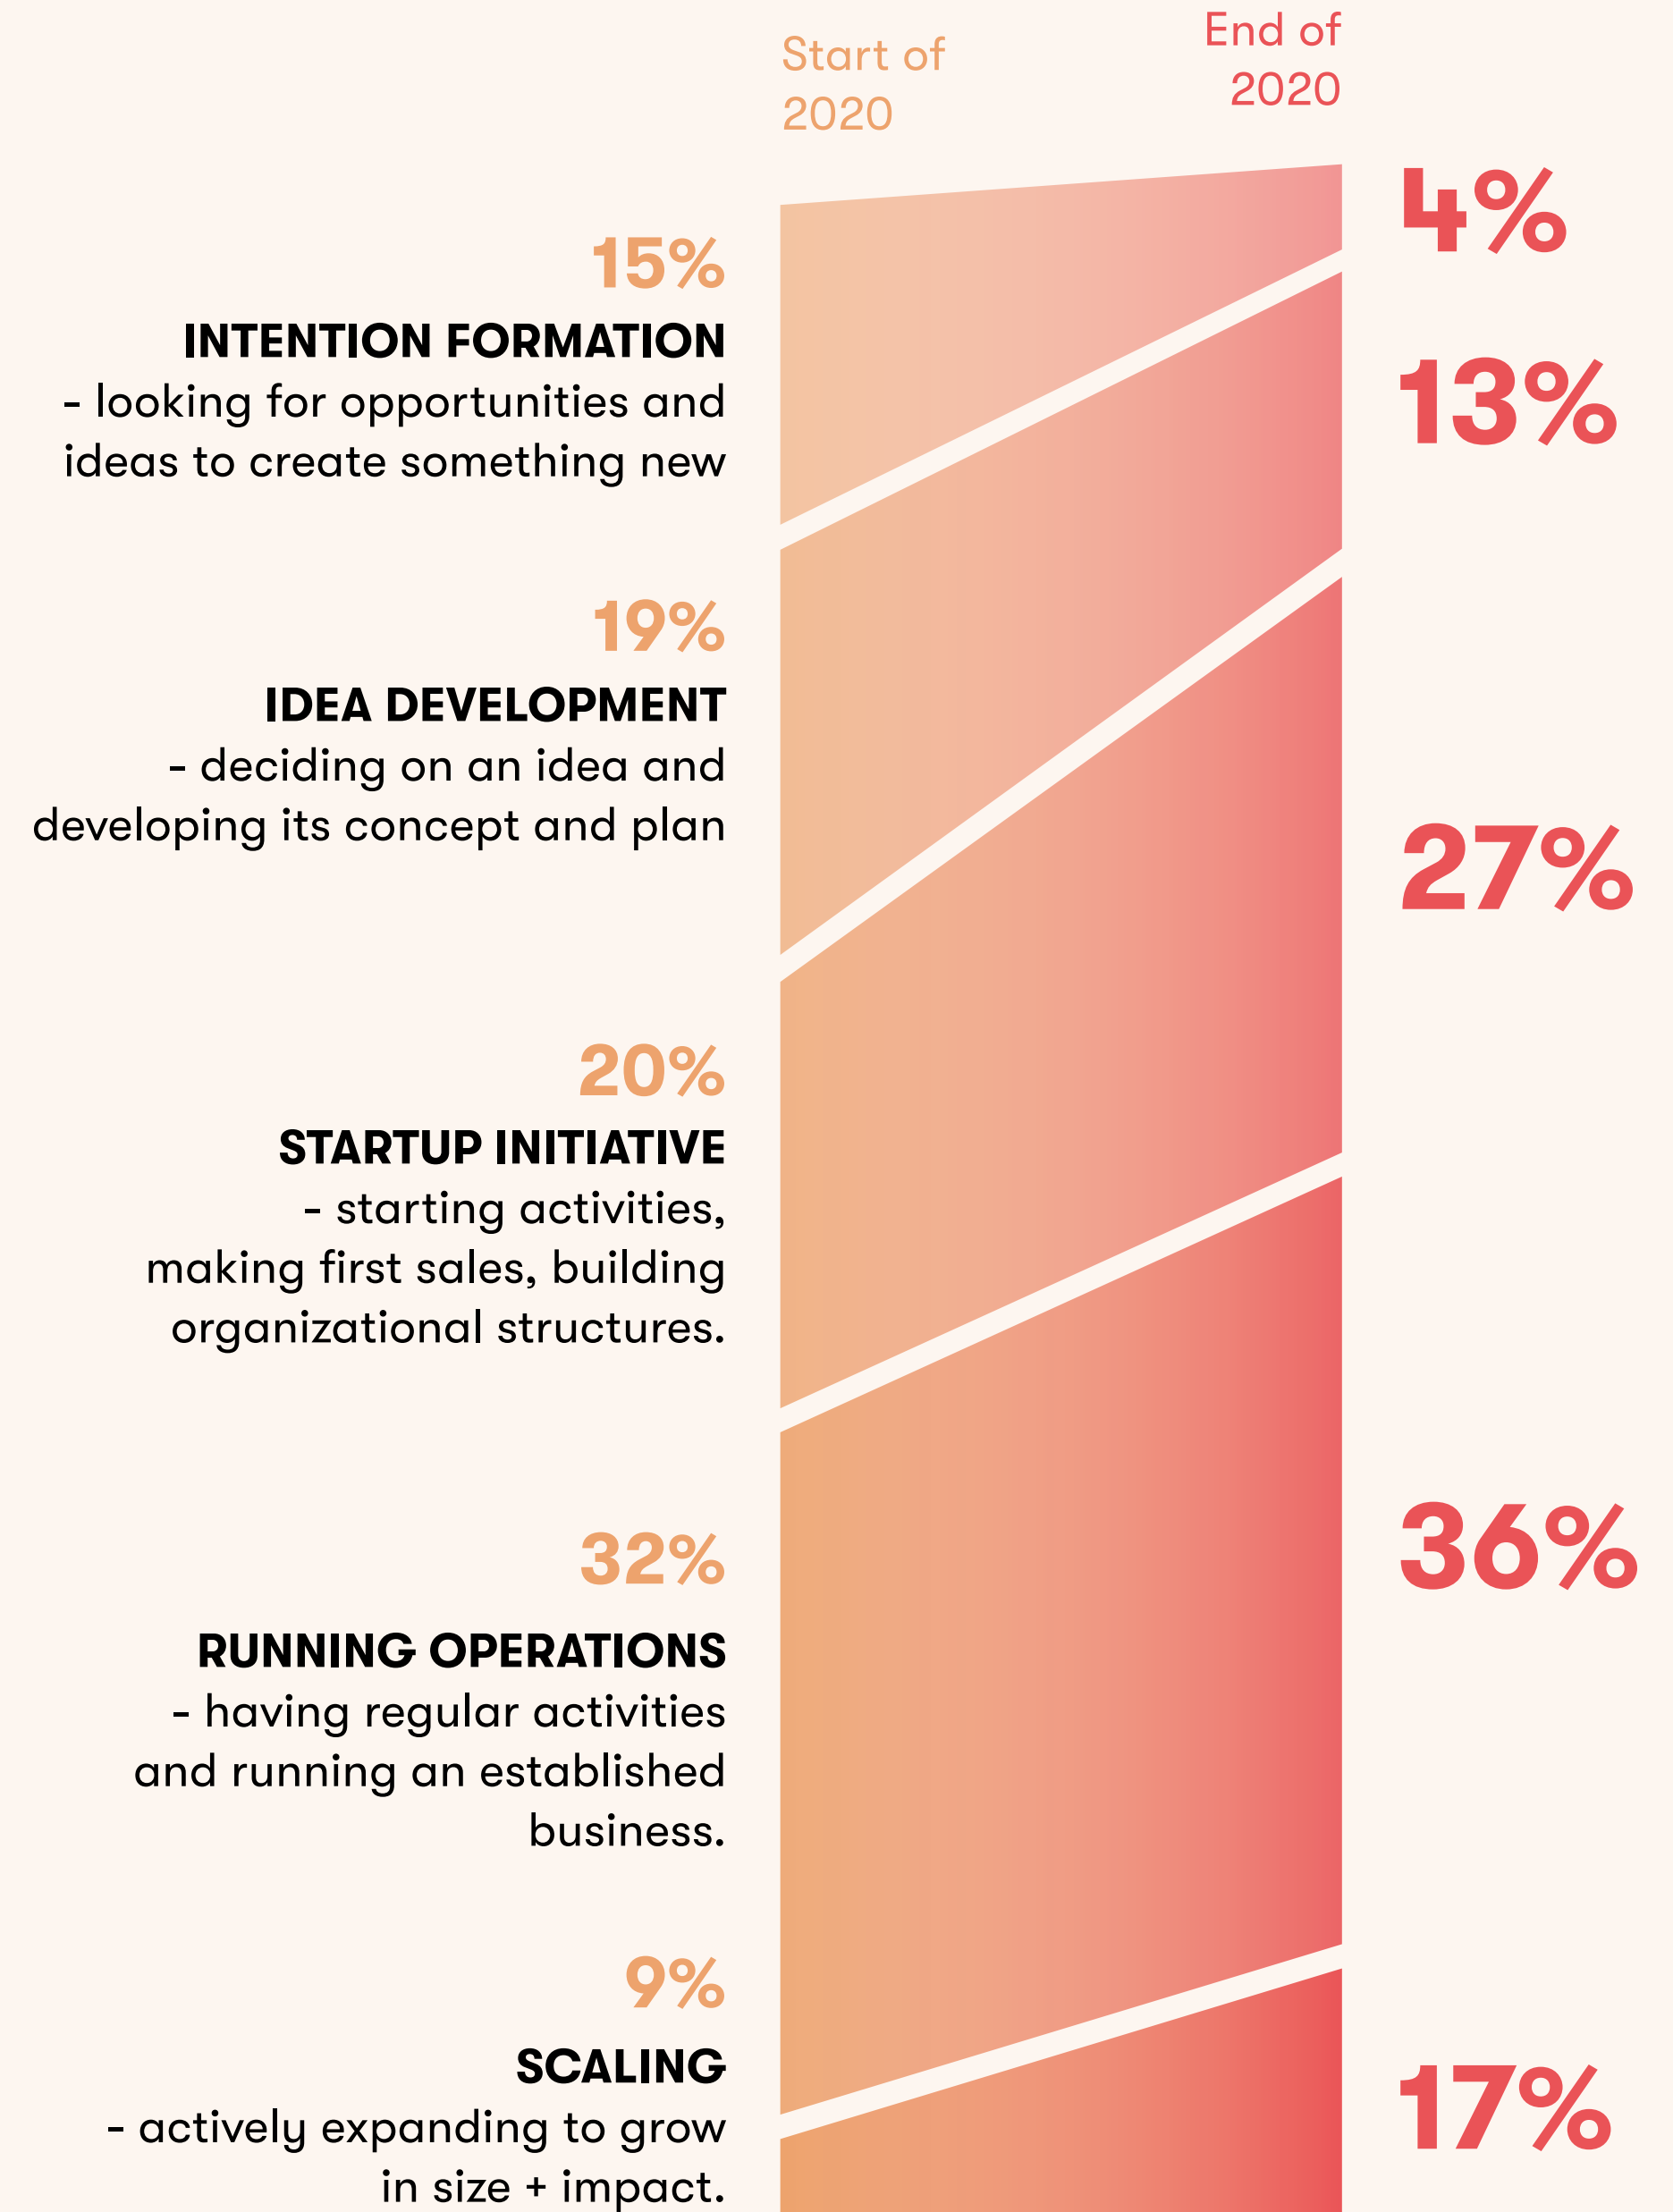 Start of
2020
End of
2020
15%
INTENTION FORMATION
- looking for opportunities and
ideas to create something new
4%
13%
19%
IDEA DEVELOPMENT
- deciding on an idea and
developing its concept and plan
27%
20%
STARTUP INITIATIVE
- starting activities,
making first sales, building
organizational structures.
36%
32%
RUNNING OPERATIONS
- having regular activities
and running an established
business.
9%
SCALING
- actively expanding to grow
in size + impact.
17%